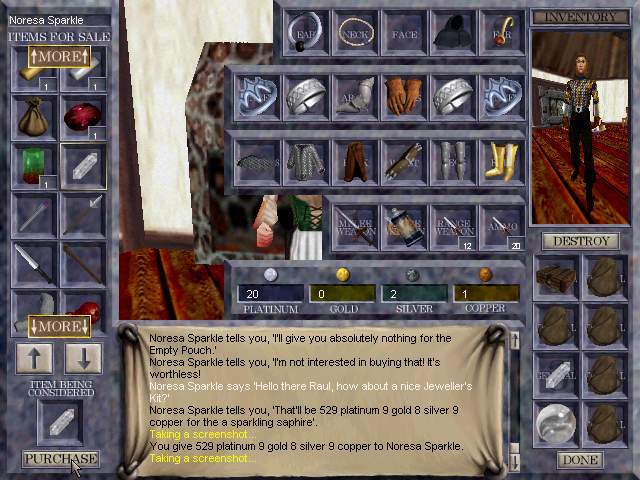 Noresa Sparkle
ITEMS FOR SALE
MORE
1
1
1
MORE
ITEM BEING
CONSIDERED
PURCHASE
EAR
NECK
FACE
INVENTORY
MELEE
WEAPON
RANGE
WEAPON
AMMO
12
20
DESTROY
20
0
2
1
PLATINUM
GOLD
SILVER
COPPER
Noresa Sparkle tells you, 'I'll give you absolutely nothing for the
Empty Pouch.'
Noresa Sparkle tells you, 'I'm not interested in buying that! It's
worthless!
Noresa Sparkle says 'Hello there Raul, how about a nice Jeweller's
Kit?'
Noresa Sparkle tells you, 'That'll be 529 platinum 9 gold 8 silver 9
copper for the a sparkling saphire'.
Taking a screenshot...
You give 529 platinum 9 gold 8 silver 9 copper to Noresa Sparkle.
Taking a screenshot...
DONE